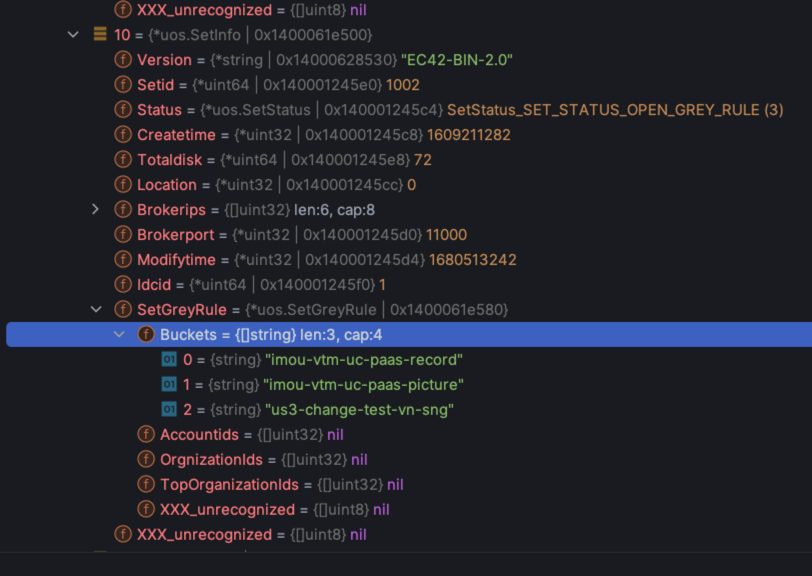 XXX_unrecognized = {[]uint8} nil
10 = {*uos.SetInfo | 0x1400061e500}
Version = {*string | 0x14000628530} "EC42-BIN-2.0"
Setid = {*uint64 | 0x140001245e0} 1002
Status = {*uos.SetStatus | 0x140001245c4} SetStatus_SET_STATUS_OPEN_GREY_RULE (3)
Createtime = {*uint32 | 0x140001245c8} 1609211282
Totaldisk = {*uint64 | 0x140001245e8} 72
Location = {*uint32 | 0x140001245cc} 0
Brokerips = {[]uint32} len:6, cap:8
Brokerport = {*uint32 | 0x140001245d0} 11000
Modifytime = {*uint32 | 0x140001245d4} 1680513242
Idcid = {*uint64 | 0x140001245f0} 1
SetGreyRule = {*uos.SetGreyRule | 0x1400061e580}
Buckets = {[]string} len:3, cap:4
01 0 = {string} "imou-vtm-uc-paas-record"
01 1 = {string} "imou-vtm-uc-paas-picture"
01 2 = {string} "us3-change-test-vn-sng"
Accountids = {[]uint32} nil
OrgnizationIds = {[]uint32} nil
TopOrganizationIds = {[]uint32} nil
XXX_unrecognized = {[]uint8} nil
XXX_unrecognized = {[]uint8} nil